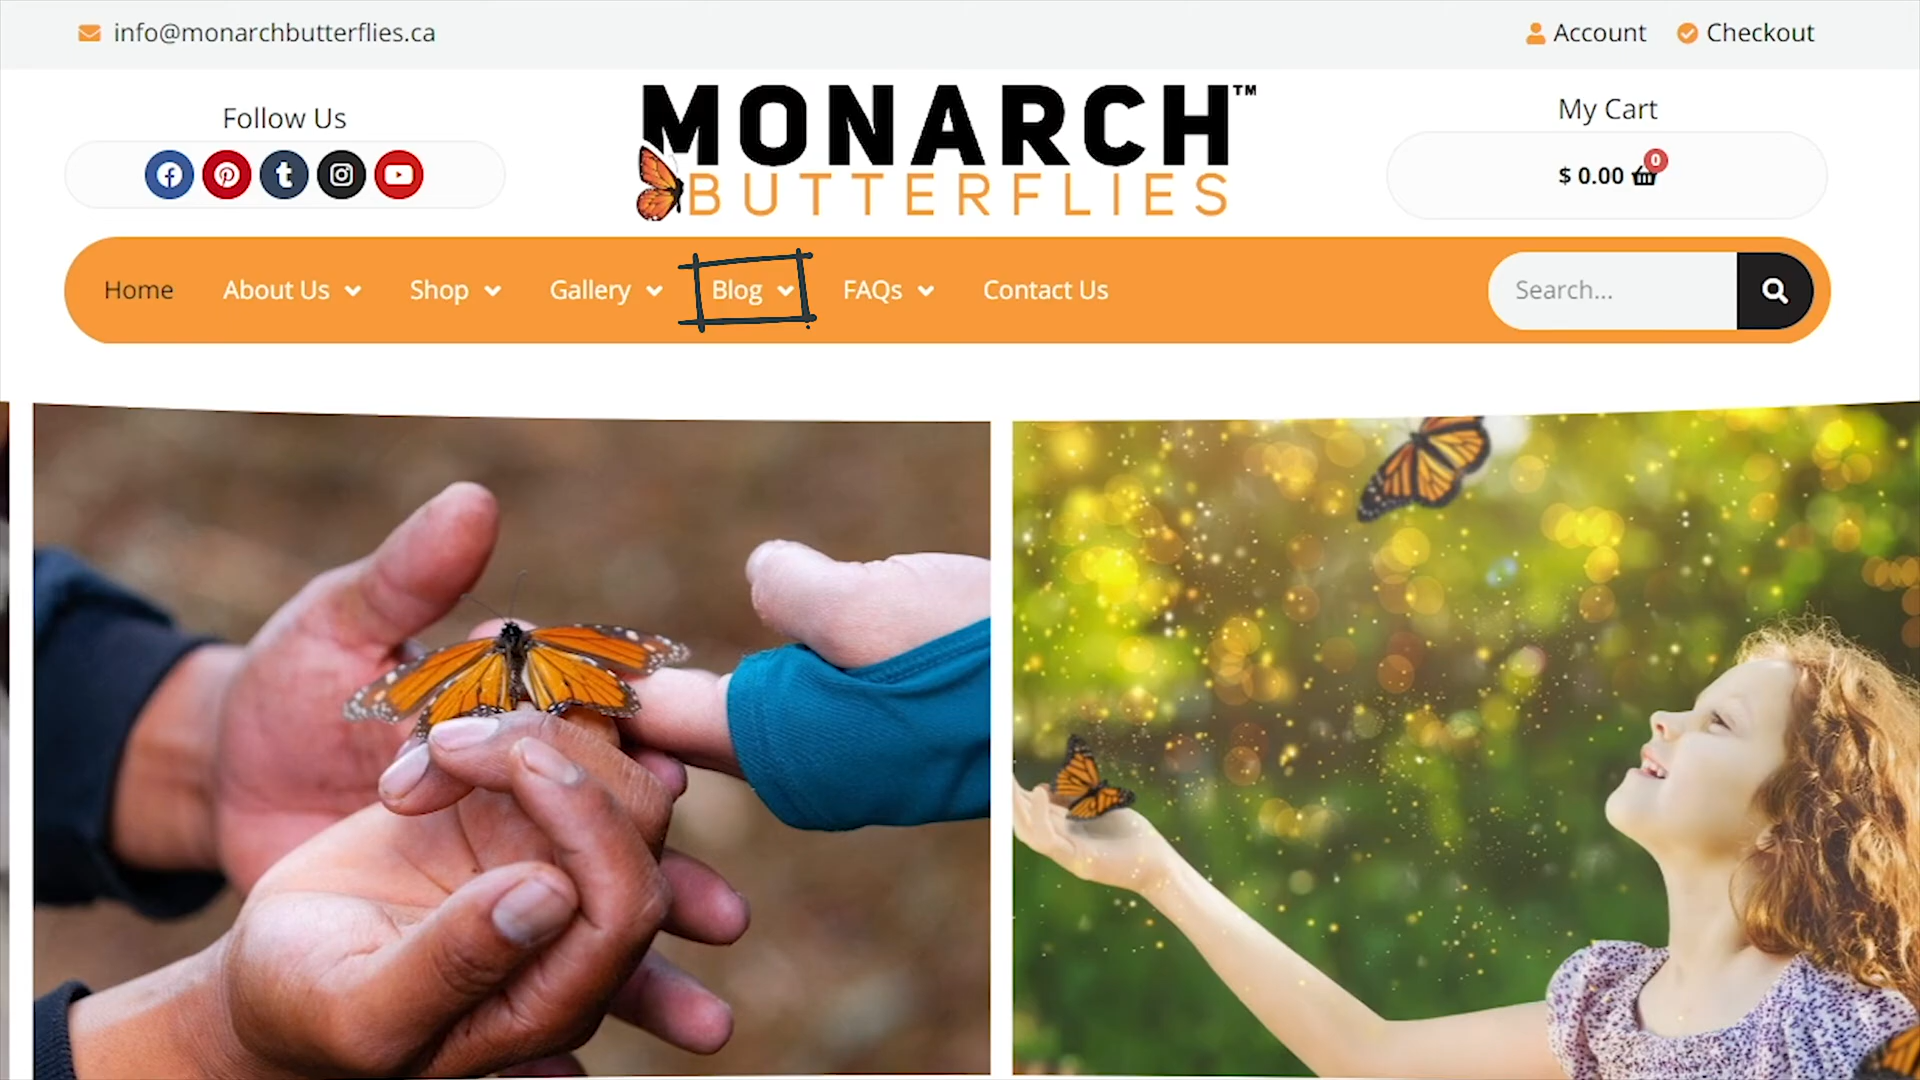 info@monarchbutterflies.ca
Account
Checkout
Follow Us
MONARCH™
BUTTERFLIES
My Cart
$ 0.00
0
Home
About Us
Shop
Gallery
Blog
FAQs
Contact Us
Search...